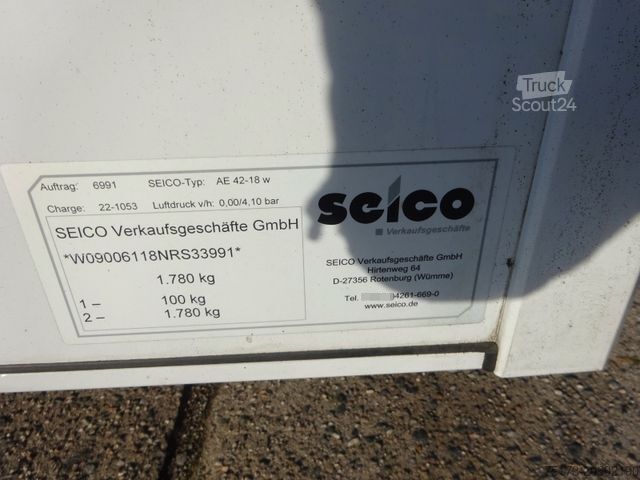 Truck
Scout24
Auftrag: 6991 SEICO-Typ: AE 42-18 w
Charge: 22-1053 Luftdruck v/h: 0,00/4,10 bar
SEICO Verkaufsgeschäfte GmbH
*W09006118NRS33991*
1.780 kg
1 – 100 kg
2 – 1.780 kg
seico
Verkaufsgeschäfte
SEICO Verkaufsgeschäfte GmbH
Hirtenweg 64
D-27356 Rotenburg (Wümme)
Tel. )4261-669-0
www.seico.de